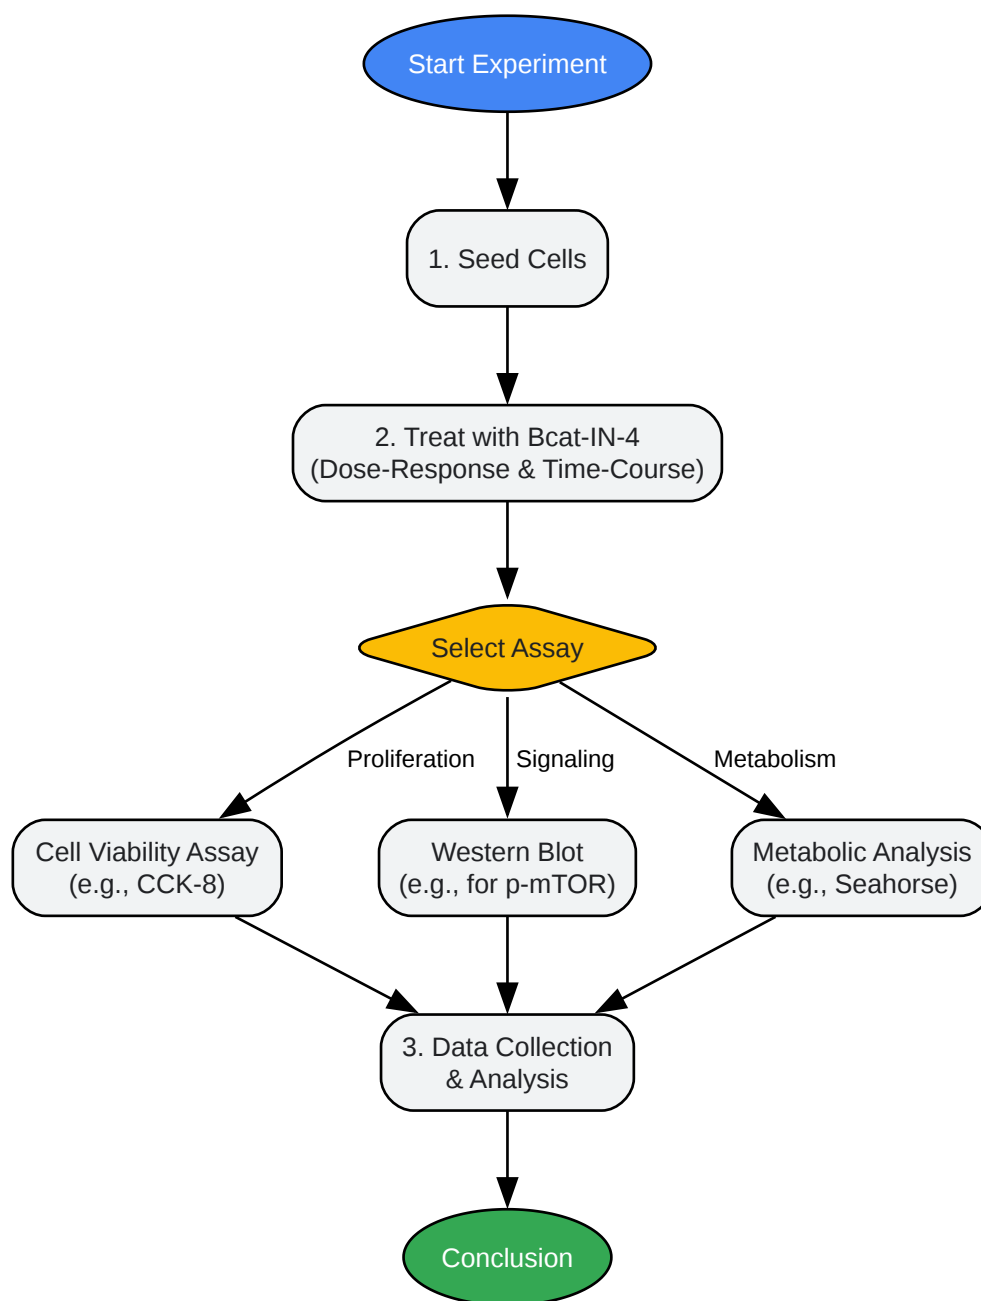 Start Experiment
1. Seed Cells
2. Treat with Bcat-IN-4
(Dose-Response & Time-Course)
Select Assay
Proliferation
Signaling
Metabolism
Cell Viability Assay
(e.g., CCK-8)
Western Blot
(e.g., for p-mTOR)
Metabolic Analysis
(e.g., Seahorse)
3. Data Collection
& Analysis
Conclusion